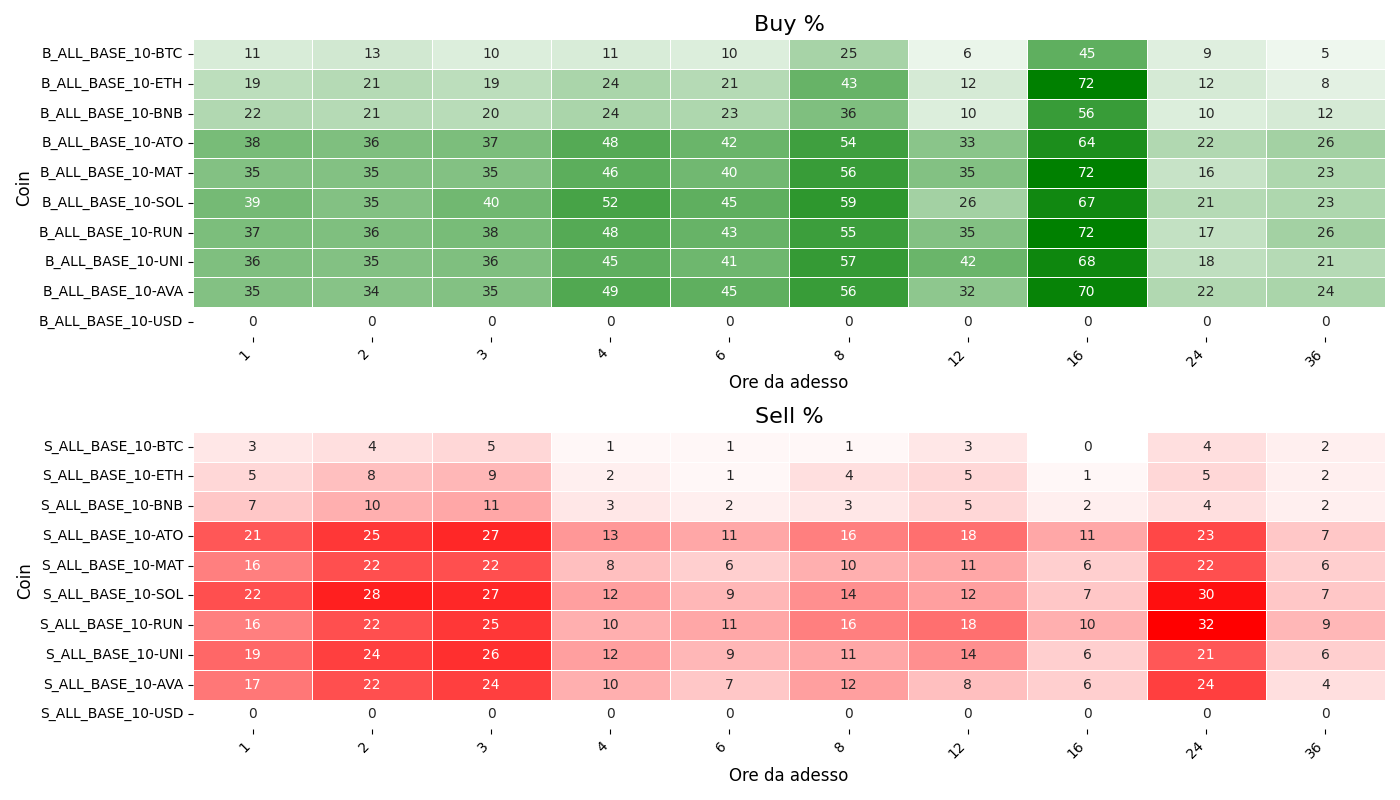 Buy %
Coin
B_ALL_BASE_10-BTC 11 13 10 11 10 25 6 45 9 5
B_ALL_BASE_10-ETH 19 21 19 24 21 43 12 72 12 8
B_ALL_BASE_10-BNB 22 21 20 24 23 36 10 56 10 12
B_ALL_BASE_10-ATO 38 36 37 48 42 54 33 64 22 26
B_ALL_BASE_10-MAT 35 35 35 46 40 56 35 72 16 23
B_ALL_BASE_10-SOL 39 35 40 52 45 59 26 67 21 23
B_ALL_BASE_10-RUN 37 36 38 48 43 55 35 72 17 26
B_ALL_BASE_10-UNI 36 35 36 45 41 57 42 68 18 21
B_ALL_BASE_10-AVA 35 34 35 49 45 56 32 70 22 24
B_ALL_BASE_10-USD 0 0 0 0 0 0 0 0 0 0
1 2 3 4 6 8 12 16 24 36
Ore da adesso
Sell %
Coin
S_ALL_BASE_10-BTC 3 4 5 1 1 1 3 0 4 2
S_ALL_BASE_10-ETH 5 8 9 2 1 4 5 1 5 2
S_ALL_BASE_10-BNB 7 10 11 3 2 3 5 2 4 2
S_ALL_BASE_10-ATO 21 25 27 13 11 16 18 11 23 7
S_ALL_BASE_10-MAT 16 22 22 8 6 10 11 6 22 6
S_ALL_BASE_10-SOL 22 28 27 12 9 14 12 7 30 7
S_ALL_BASE_10-RUN 16 22 25 10 11 16 18 10 32 9
S_ALL_BASE_10-UNI 19 24 26 12 9 11 14 6 21 6
S_ALL_BASE_10-AVA 17 22 24 10 7 12 8 6 24 4
S_ALL_BASE_10-USD 0 0 0 0 0 0 0 0 0 0
1 2 3 4 6 8 12 16 24 36
Ore da adesso